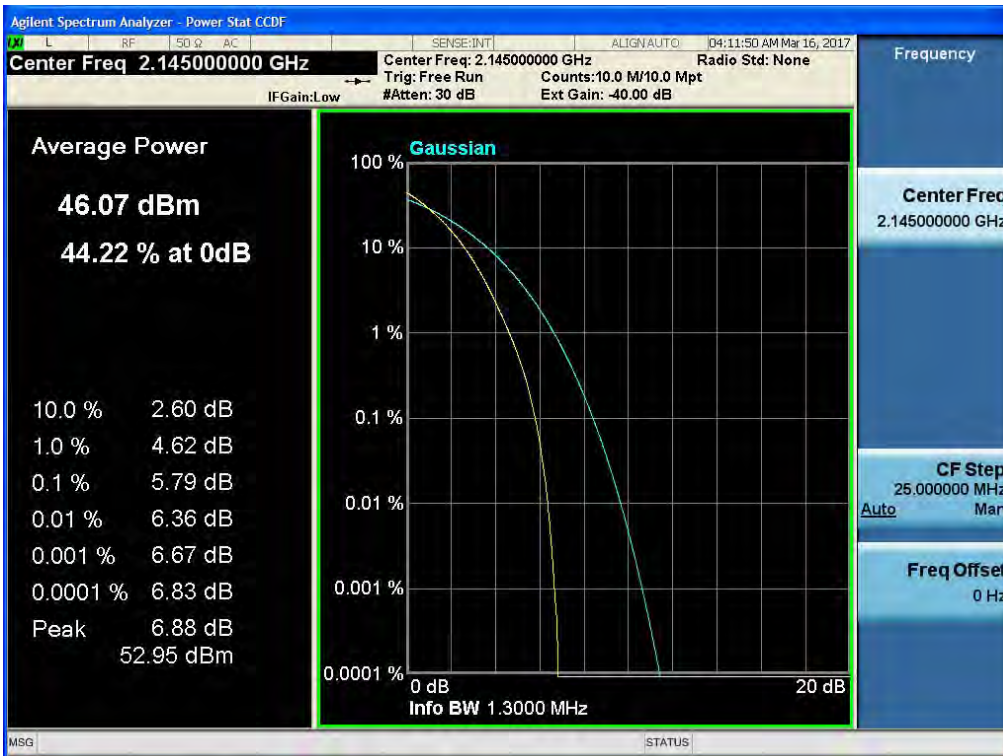 Agilent Spectrum Analyzer - Power Stat CCDF
LXI L RF 50 Ω AC SENSE:INT ALIGNAUTO 04:11:50 AM Mar 16, 2017
Center Freq 2.145000000 GHz
Center Freq: 2.145000000 GHz Radio Std: None
Trig: Free Run Counts:10.0 M/10.0 Mpt
IFGain:Low #Atten: 30 dB Ext Gain: -40.00 dB
Average Power
46.07 dBm
44.22 % at 0dB
10.0 % 2.60 dB
1.0 % 4.62 dB
0.1 % 5.79 dB
0.01 % 6.36 dB
0.001 % 6.67 dB
0.0001 % 6.83 dB
Peak 6.88 dB
52.95 dBm
Gaussian
100 %
10 %
1 %
0.1 %
0.01 %
0.001 %
0.0001 %
0 dB 20 dB
Info BW 1.3000 MHz
Frequency
Center Freq
2.145000000 GHz
CF Step
25.000000 MHz
Auto Man
Freq Offset
0 Hz
MSG STATUS